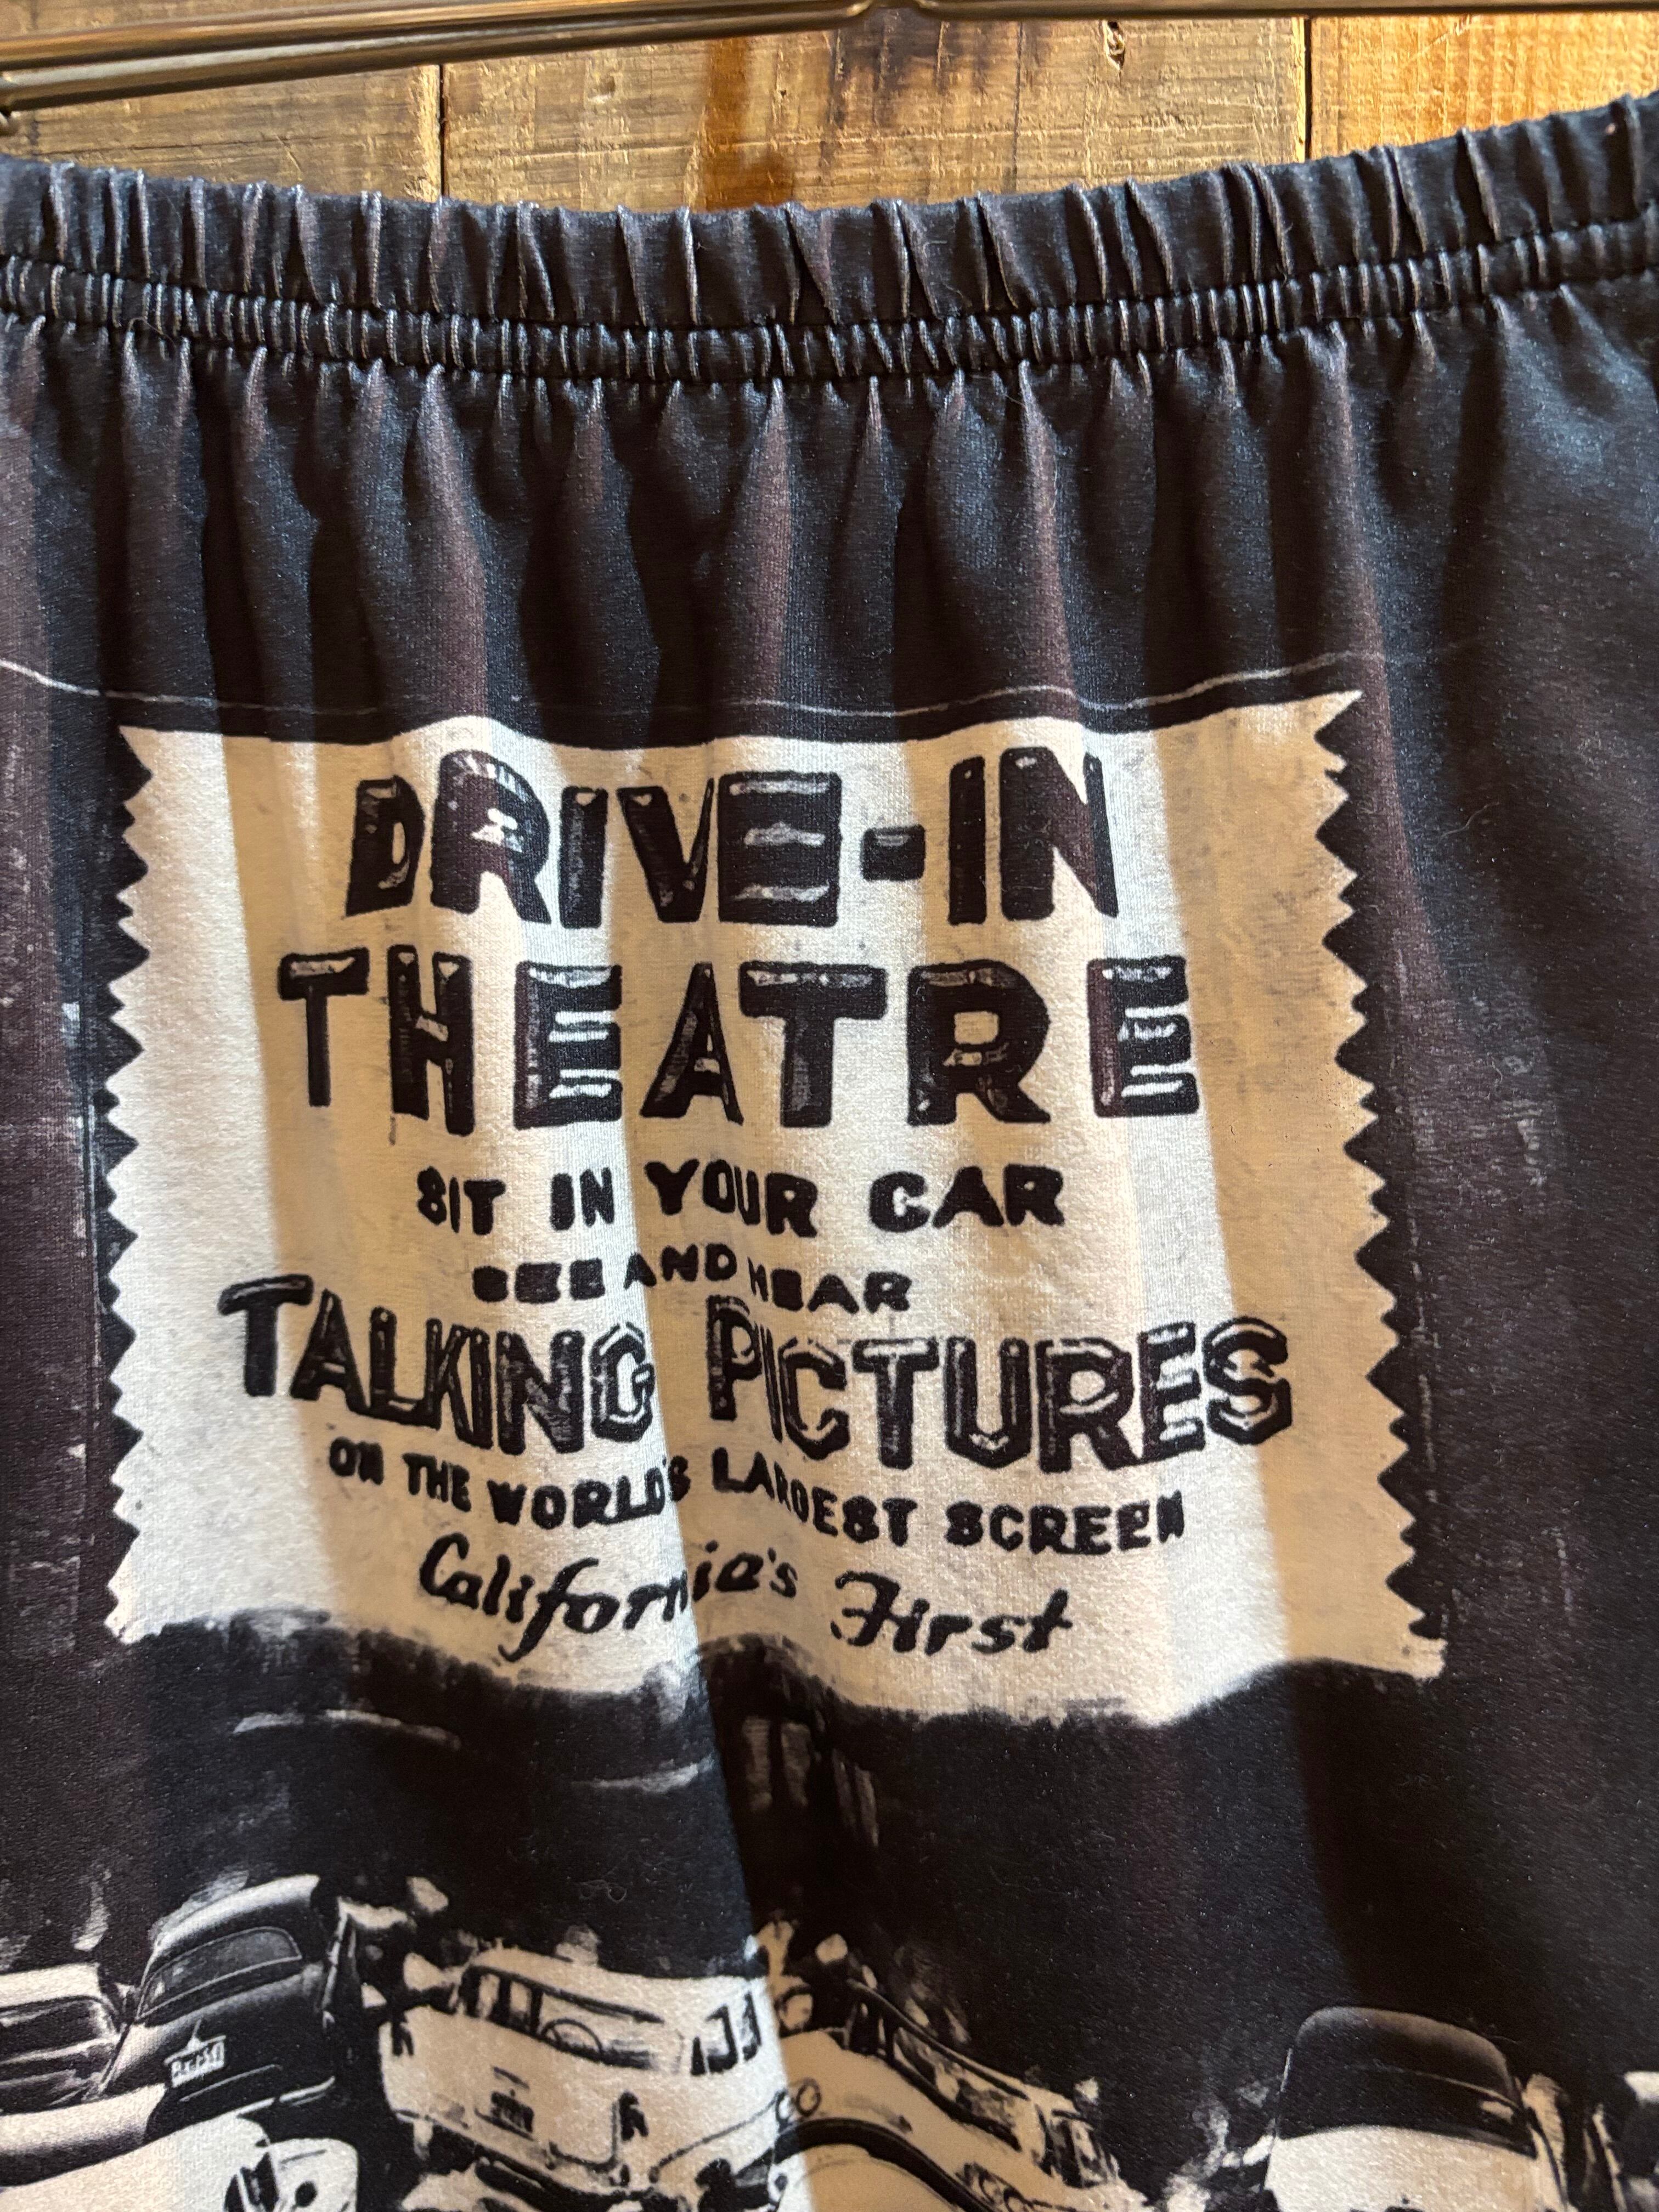 DRIVE-IN
THEATRE
SIT IN YOUR CAR
SEE AND HEAR
TALKING PICTURES
ON THE WORLD'S LARGEST SCREEN
California's First